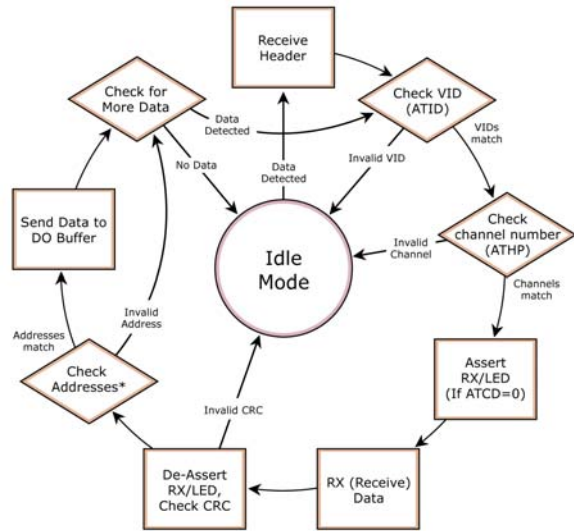 Receive
Header
Check for
More Data
Check VID
(ATID)
Data
Detected
VIDs
match
No Data
Data
Detected
Invalid VID
Send Data to
DO Buffer
Check
channel number
(ATHP)
Idle
Mode
Invalid
Channel
Channels
match
Invalid
Address
Addresses
match
Check
Addresses*
Assert
RX/LED
(If ATCD=0)
Invalid CRC
De-Assert
RX/LED,
Check CRC
RX (Receive)
Data